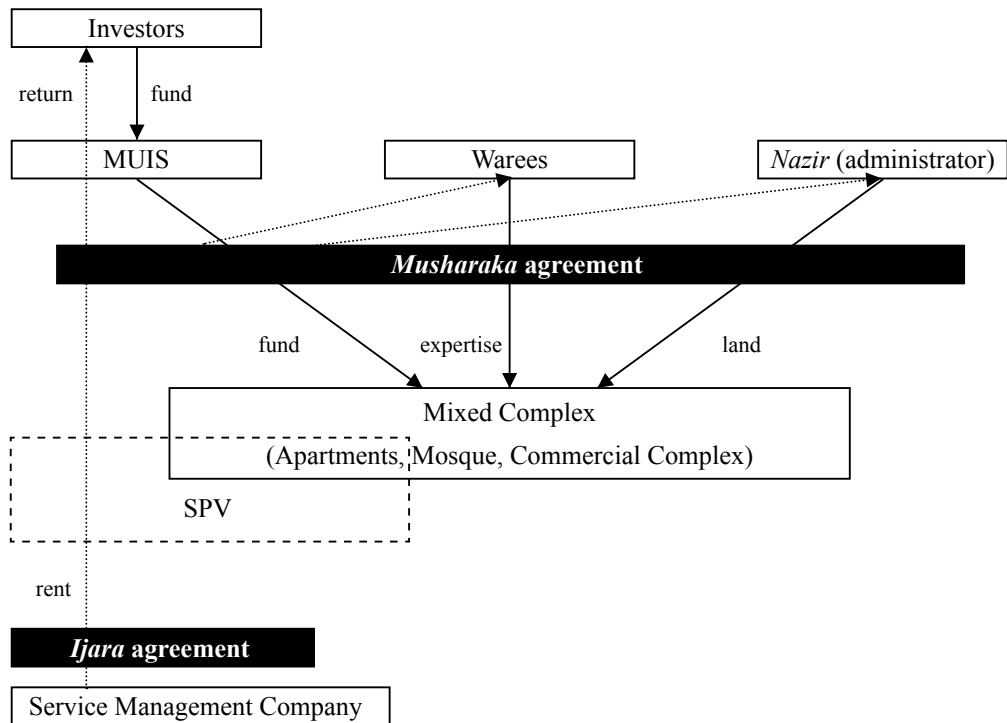 Investors
return
fund
MUIS
Warees
Nazir (administrator)
Musharaka agreement
fund
expertise
land
Mixed Complex
(Apartments, Mosque, Commercial Complex)
SPV
rent
Ijara agreement
Service Management Company